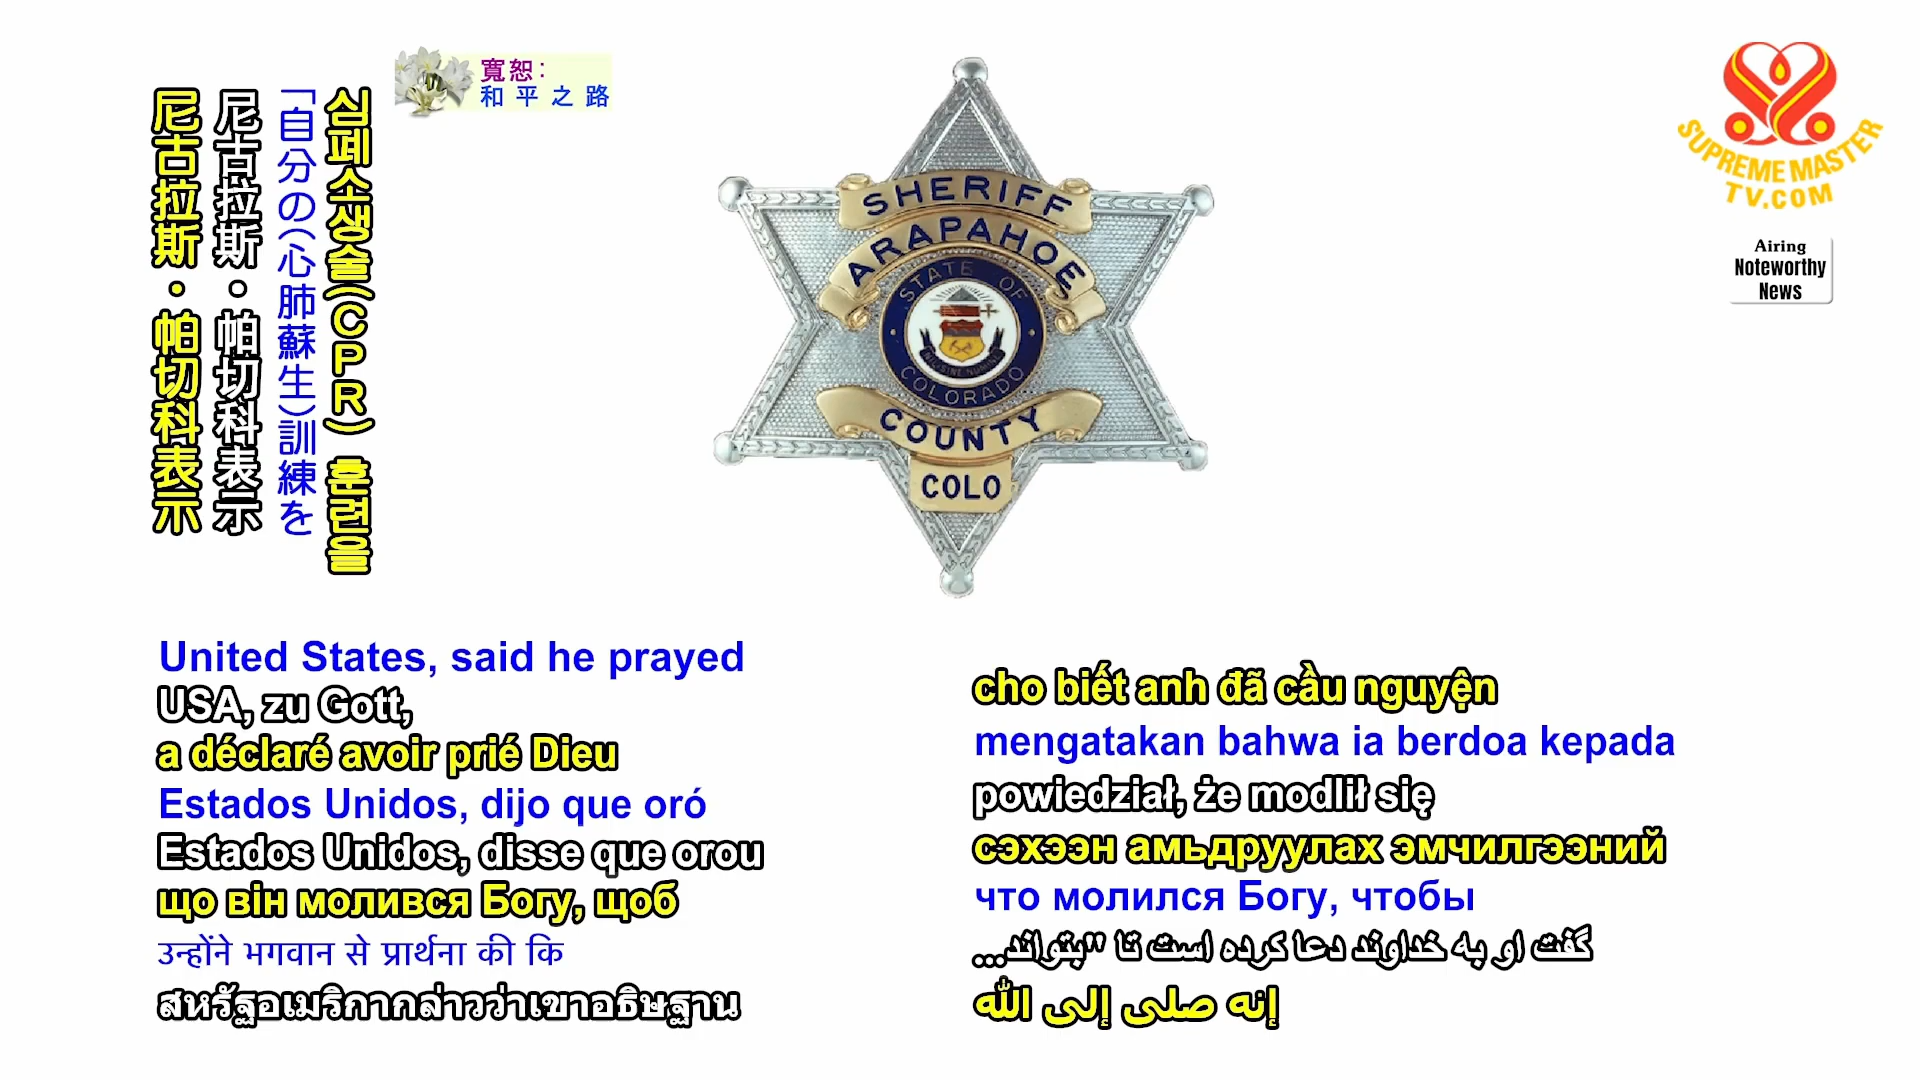 심폐소생술(CPR) 훈련을
「自分の(心肺蘇生)訓練を
尼古拉斯・帕切科表示
尼古拉斯・帕切科表示
寬恕:
和平之路
SHERIFF
ARAPAHOE
STATE OF
COLORADO
COUNTY
COLO
SUPREME MASTER
TV.COM
Airing
Noteworthy
News
United States, said he prayed
USA, zu Gott,
a déclaré avoir prié Dieu
Estados Unidos, dijo que oró
Estados Unidos, disse que orou
що він молився Богу, щоб
उन्होंने भगवान से प्रार्थना की कि
สหรัฐอเมริกากล่าวว่าเขาอธิษฐาน
cho biết anh đã cầu nguyện
mengatakan bahwa ia berdoa kepada
powiedział, że modlił się
сэхээн амьдруулах эмчилгээний
что молился Богу, чтобы
گفت او به خداوند دعا کرده است تا "بتواند...
إنه صلى إلى الله